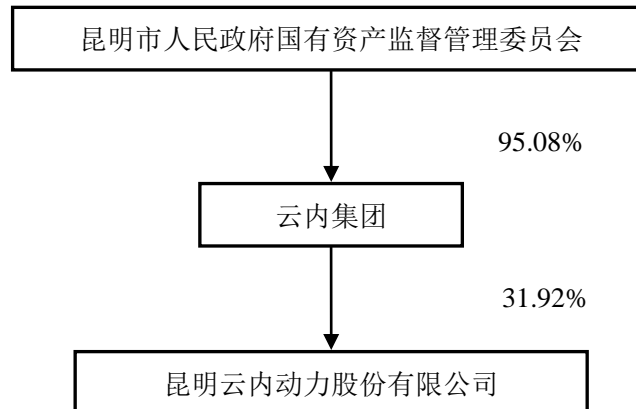 昆明市人民政府国有资产监督管理委员会
95.08%
云内集团
31.92%
昆明云内动力股份有限公司